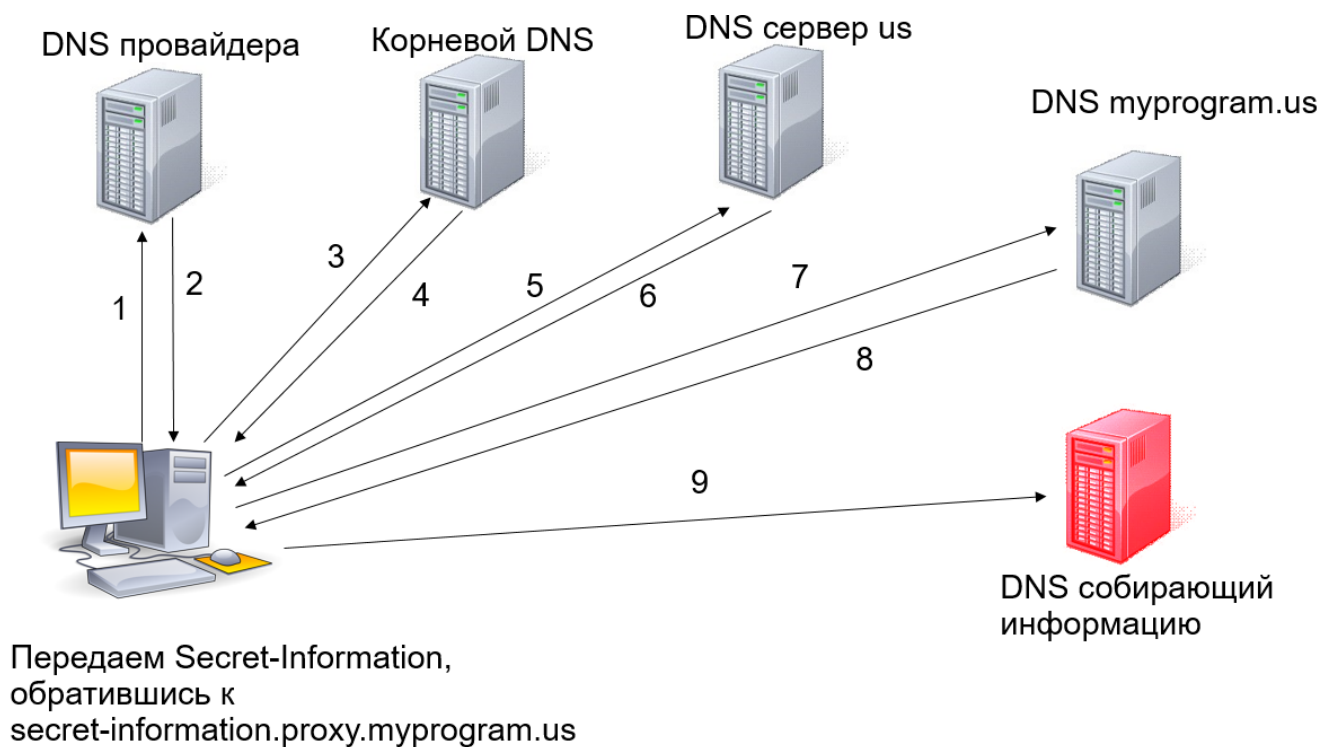 DNS провайдера
Корневой DNS
DNS сервер us
DNS myprogram.us
1
2
3
4
5
6
7
8
9
DNS собирающий
информацию
Передаем Secret-Information,
обратившись к
secret-information.proxy.myprogram.us